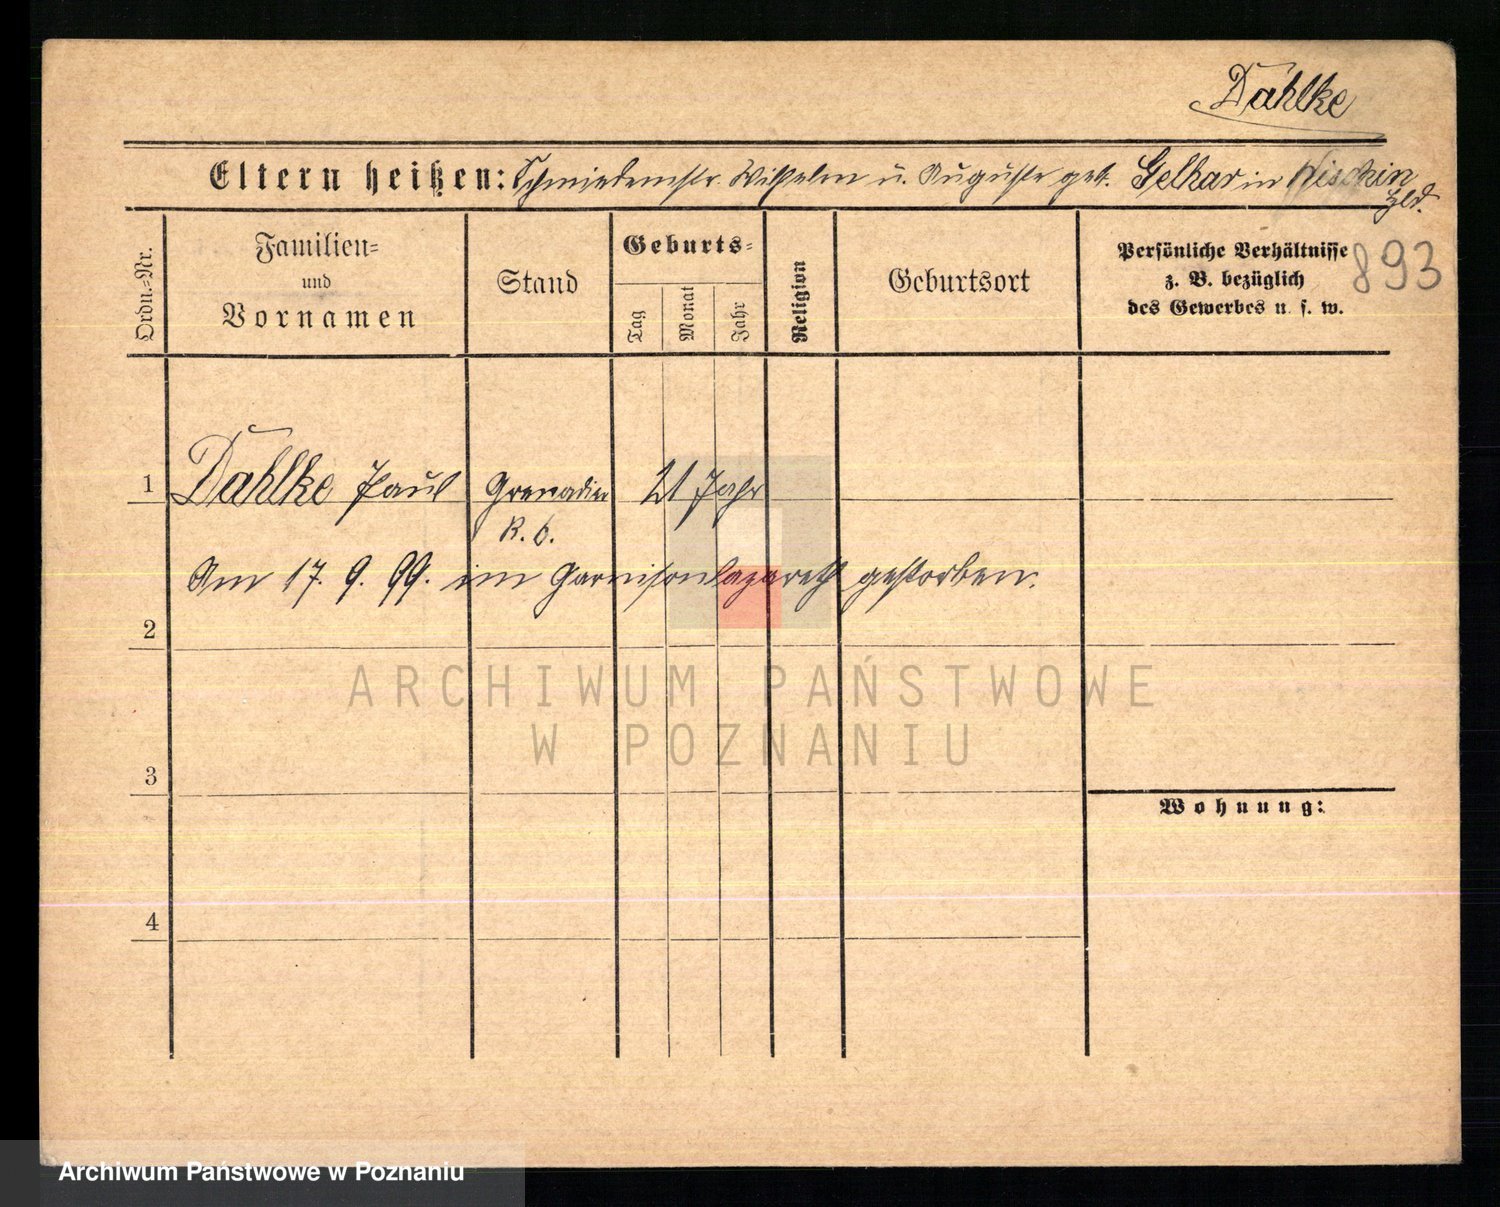 Dahlke
Eltern heißen: Schmiedemstr. Wilhelm u. Auguste geb. Gelhar in
893
Ordn.-Nr.
Familien-
und
Vornamen
Stand
Geburts-
Tag
Monat
Jahr
Religion
Geburtsort
Persönliche Verhältnisse
z. B. bezüglich
des Gewerbes u. s. w.
1 Dahlke Paul Grenadier 21 Jahr
R. 6.
Am 17. 9. 99. im Garnisonlazareth gestorben.
2
ARCHIWUM PAŃSTWOWE
W POZNANIU
3
Wohnung:
4
Archiwum Państwowe w Poznaniu